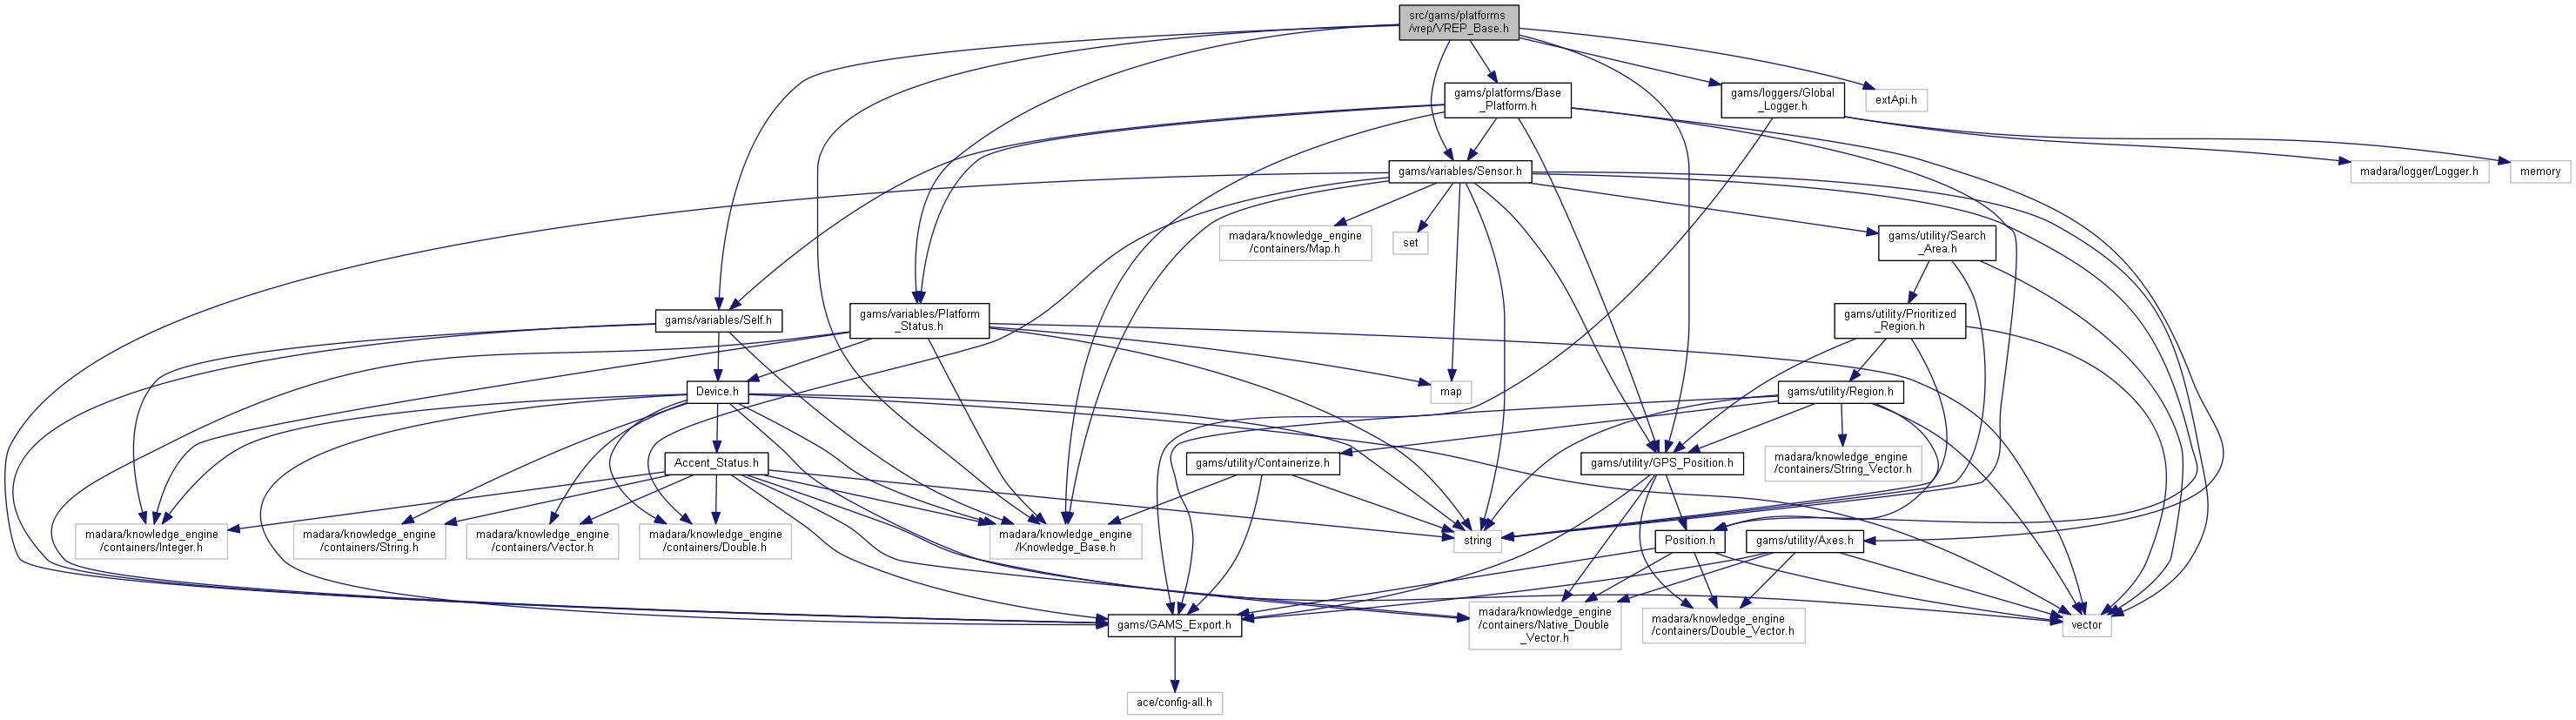 src/gams/platforms
/vrep/VREP_Base.h
gams/platforms/Base
_Platform.h
gams/loggers/Global
_Logger.h
extApi.h
gams/variables/Sensor.h
madara/logger/Logger.h
memory
madara/knowledge_engine
/containers/Map.h
set
gams/utility/Search
_Area.h
gams/variables/Self.h
gams/variables/Platform
_Status.h
gams/utility/Prioritized
_Region.h
Device.h
map
gams/utility/Region.h
Accent_Status.h
gams/utility/Containerize.h
gams/utility/GPS_Position.h
madara/knowledge_engine
/containers/String_Vector.h
madara/knowledge_engine
/containers/Integer.h
madara/knowledge_engine
/containers/String.h
madara/knowledge_engine
/containers/Vector.h
madara/knowledge_engine
/containers/Double.h
madara/knowledge_engine
/Knowledge_Base.h
string
Position.h
gams/utility/Axes.h
gams/GAMS_Export.h
madara/knowledge_engine
/containers/Native_Double
_Vector.h
madara/knowledge_engine
/containers/Double_Vector.h
vector
ace/config-all.h